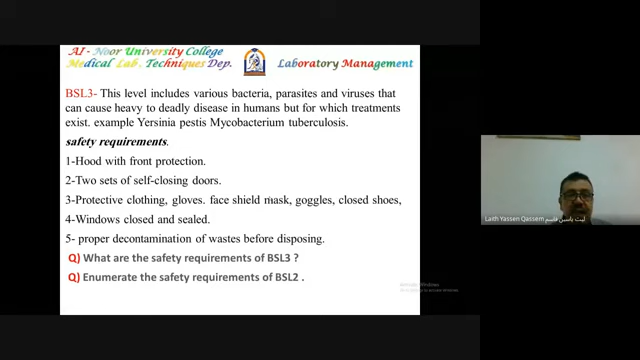 Al - Noor University College
Medical Lab. Techniques Dep.
Laboratory Management
BSL3- This level includes various bacteria, parasites and viruses that
can cause heavy to deadly disease in humans but for which treatments
exist. example Yersinia pestis Mycobacterium tuberculosis.
safety requirements.
1-Hood with front protection.
2-Two sets of self-closing doors.
3-Protective clothing, gloves. face shield mask, goggles, closed shoes,
4-Windows closed and sealed.
5- proper decontamination of wastes before disposing.
Q) What are the safety requirements of BSL3 ?
Q) Enumerate the safety requirements of BSL2 .
Laith Yassen Qassem ليث ياسين قاسم